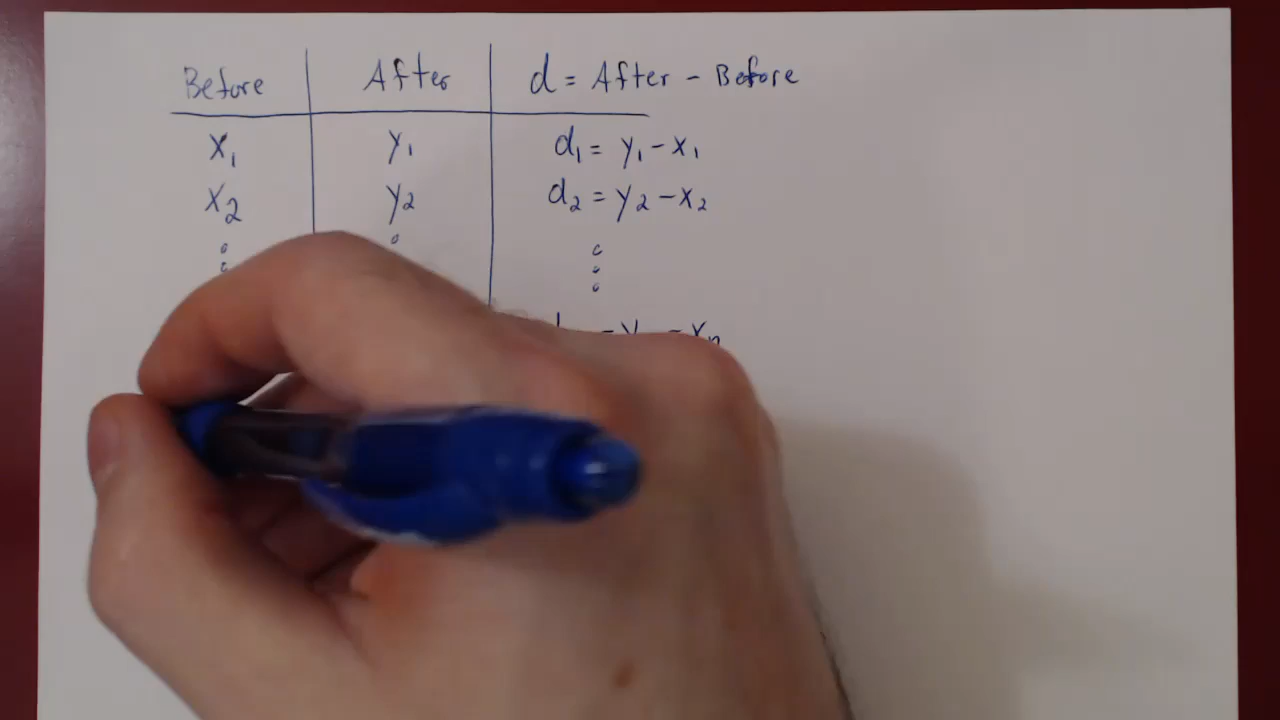 Before After d = After - Before
x₁ y₁ d₁ = y₁ - x₁
x₂ y₂ d₂ = y₂ - x₂